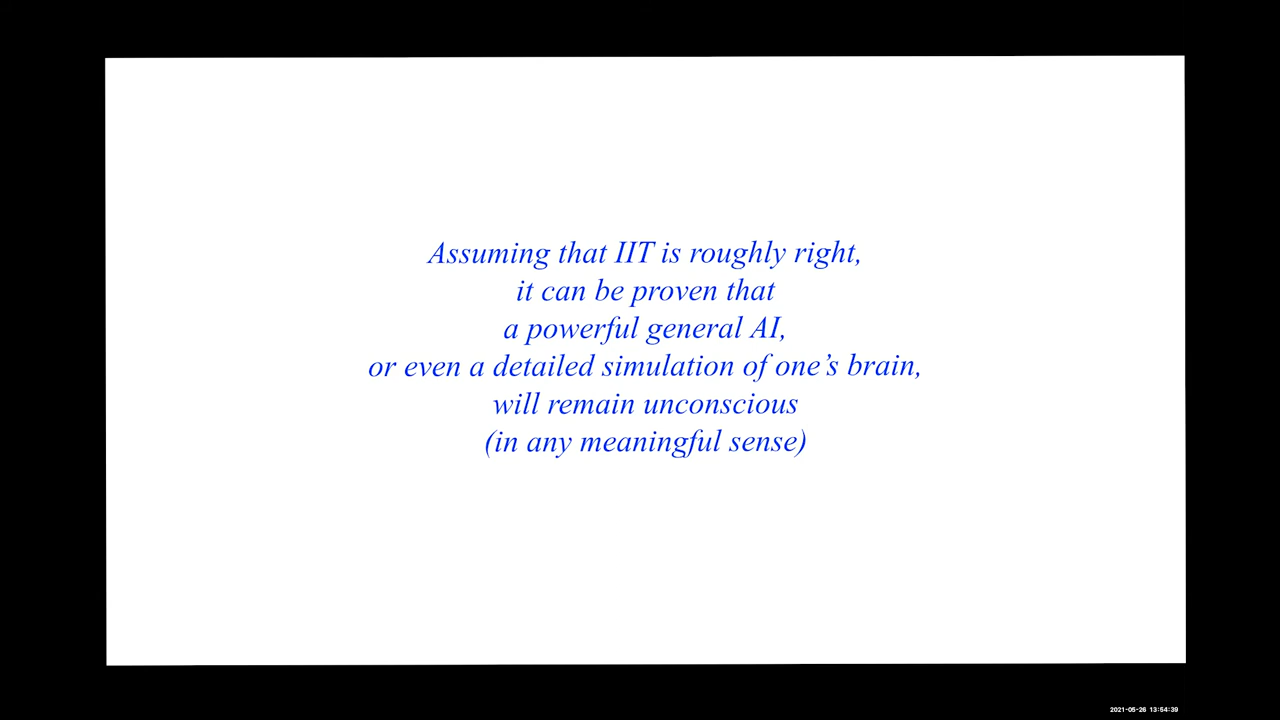 Assuming that IIT is roughly right,
it can be proven that
a powerful general AI,
or even a detailed simulation of one’s brain,
will remain unconscious
(in any meaningful sense)
2021-05-26 13:54:39